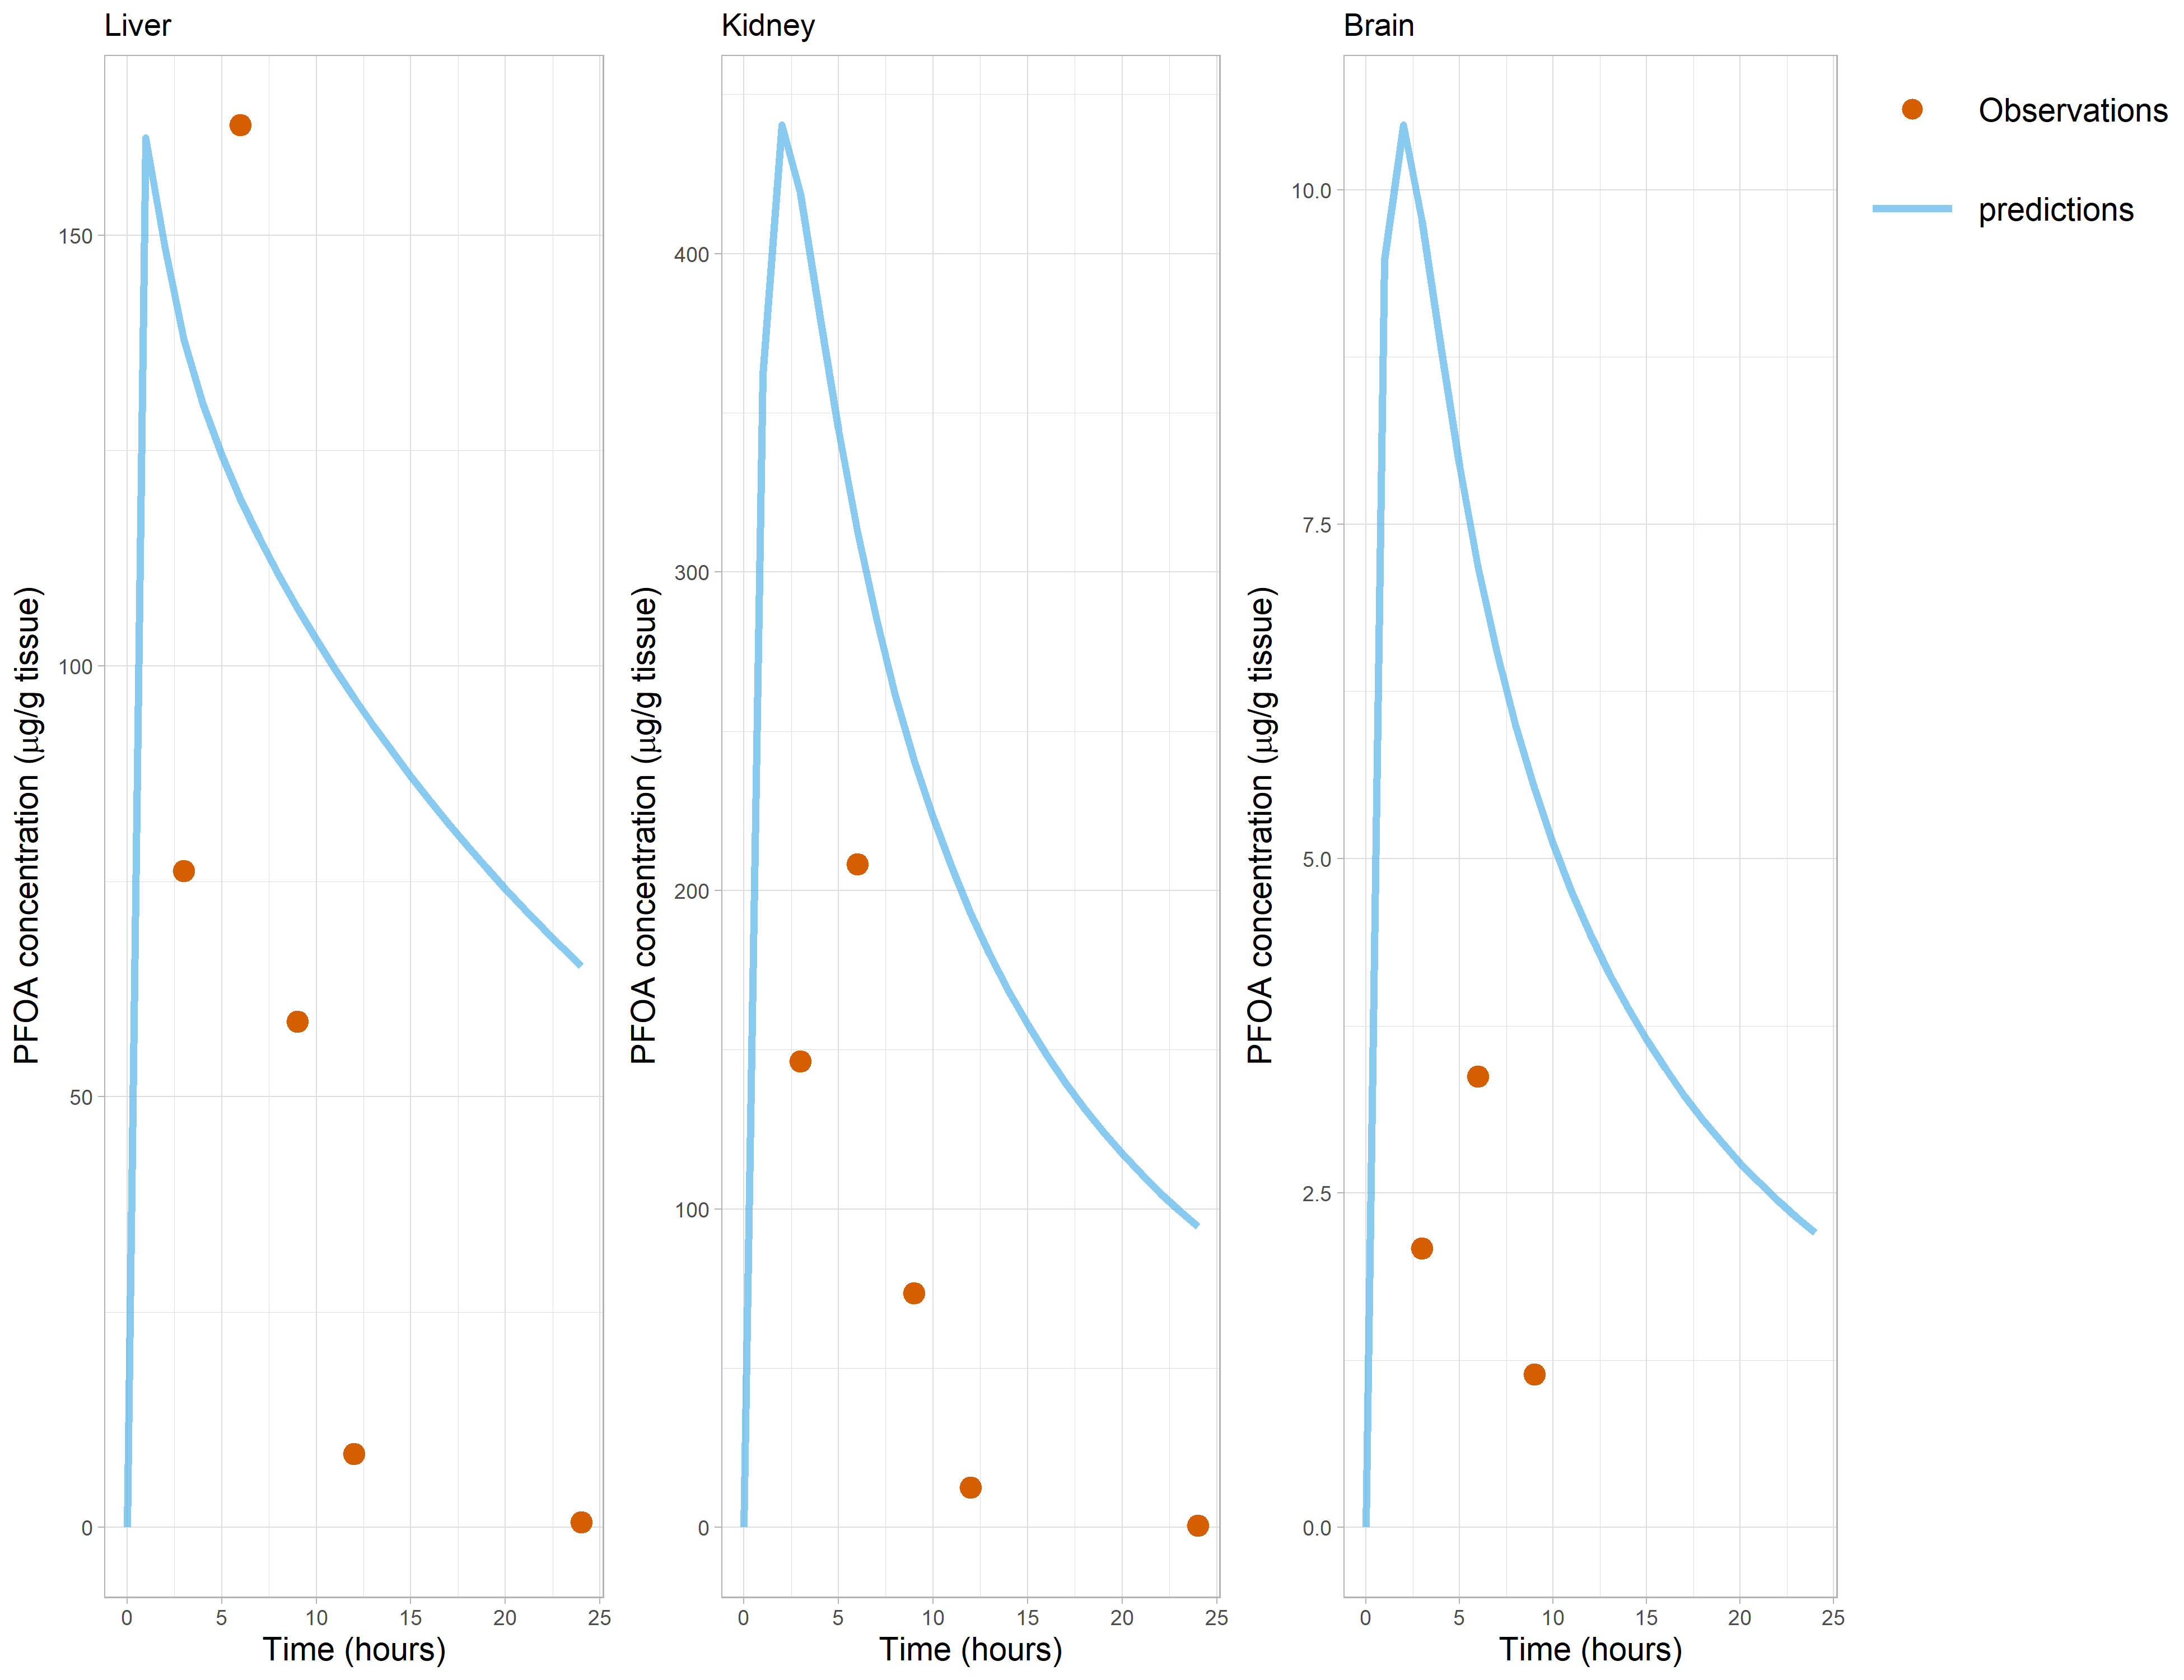 Liver
Kidney
Brain
Observations
predictions
PFOA concentration (μg/g tissue)
150
100
50
0
0 5 10 15 20 25
Time (hours)
PFOA concentration (μg/g tissue)
400
300
200
100
0
0 5 10 15 20 25
Time (hours)
PFOA concentration (μg/g tissue)
10.0
7.5
5.0
2.5
0.0
0 5 10 15 20 25
Time (hours)